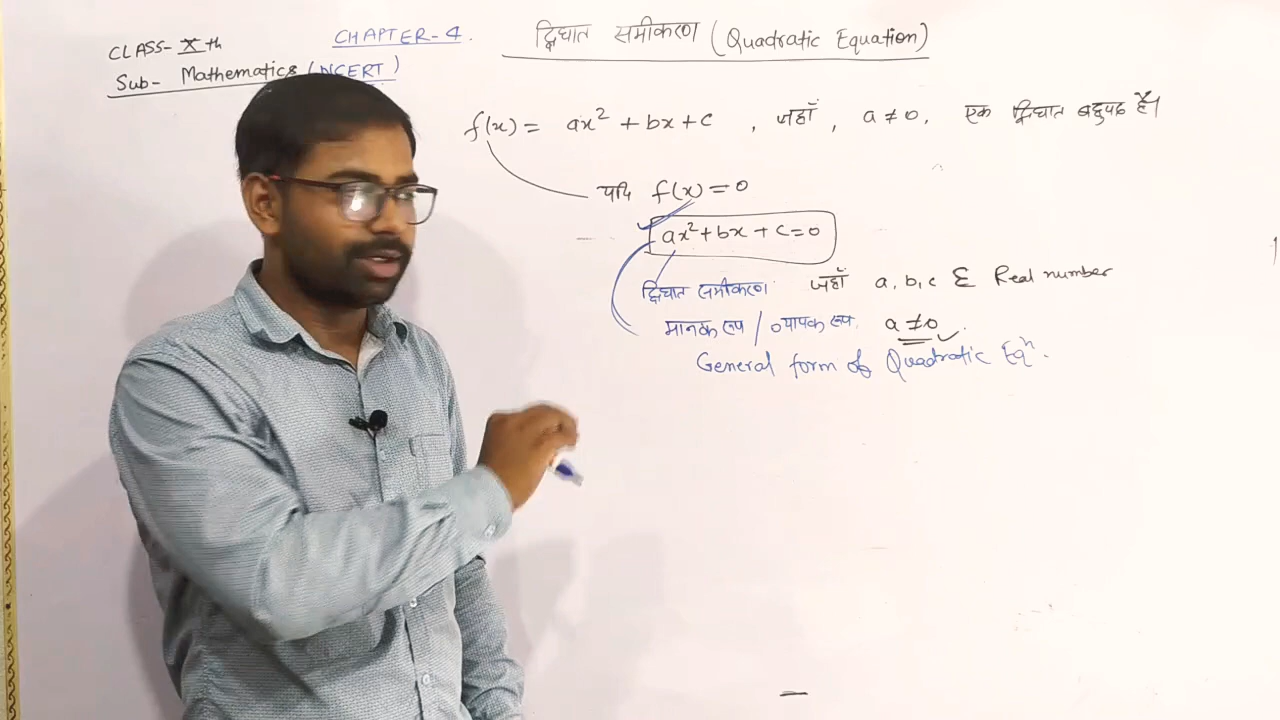 CLASS- Xth
Sub- Mathematics (NCERT)
CHAPTER-4.
द्विघात समीकरण (Quadratic Equation)
f(x) = ax² + bx + c , जहाँ , a ≠ 0, एक द्विघात बहुपद है।
यदि f(x) = 0
ax² + bx + c = 0
द्विघात समीकरण जहाँ a, b, c Σ Real number
मानक रूप / व्यापक रूप. a ≠ 0.
General form of Quadratic Eqⁿ.